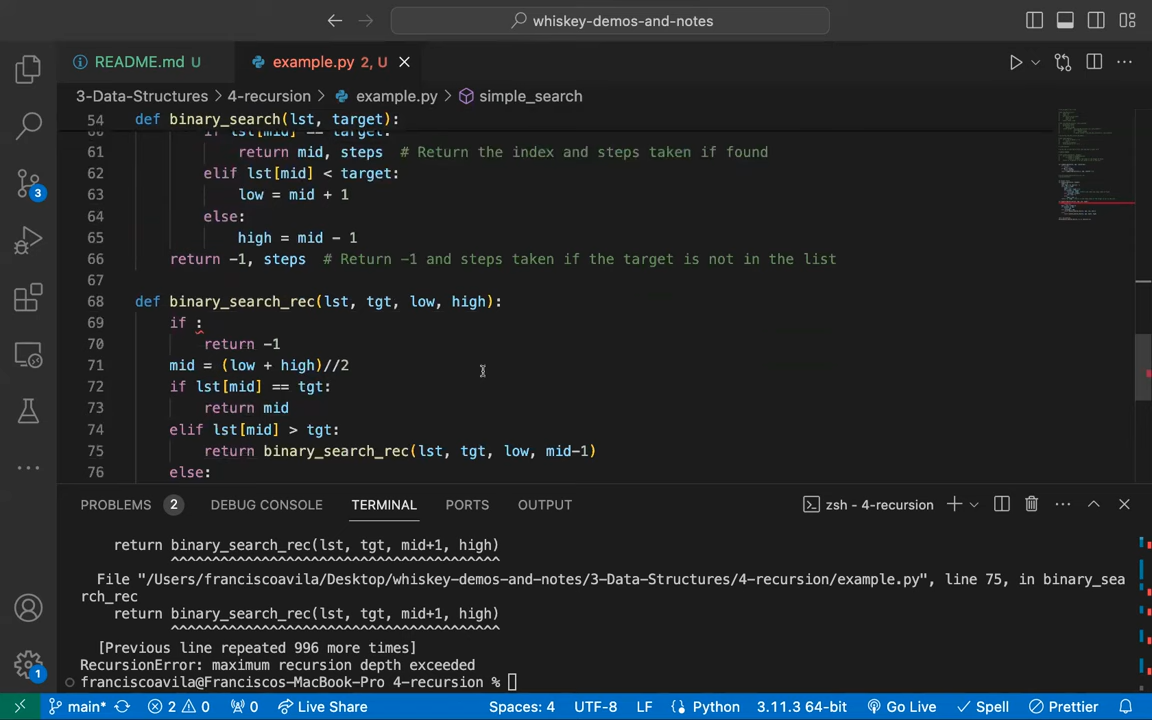 whiskey-demos-and-notes
README.md U
example.py 2, U
3-Data-Structures > 4-recursion > example.py > simple_search
54 def binary_search(lst, target):
60 if lst[mid] == target:
61 return mid, steps # Return the index and steps taken if found
62 elif lst[mid] < target:
63 low = mid + 1
64 else:
65 high = mid - 1
66 return -1, steps # Return -1 and steps taken if the target is not in the list
67
68 def binary_search_rec(lst, tgt, low, high):
69 if :
70 return -1
71 mid = (low + high)//2
72 if lst[mid] == tgt:
73 return mid
74 elif lst[mid] > tgt:
75 return binary_search_rec(lst, tgt, low, mid-1)
76 else:
PROBLEMS 2 DEBUG CONSOLE TERMINAL PORTS OUTPUT zsh - 4-recursion
return binary_search_rec(lst, tgt, mid+1, high)
^^^^^^^^^^^^^^^^^^^^^^^^^^^^^^^^^^^^^^
File "/Users/franciscoavila/Desktop/whiskey-demos-and-notes/3-Data-Structures/4-recursion/example.py", line 75, in binary_sea
rch_rec
return binary_search_rec(lst, tgt, mid+1, high)
^^^^^^^^^^^^^^^^^^^^^^^^^^^^^^^^^^^^^^
[Previous line repeated 996 more times]
RecursionError: maximum recursion depth exceeded
franciscoavila@Franciscos-MacBook-Pro 4-recursion %
3
1
main* 2 0 0 Live Share Spaces: 4 UTF-8 LF Python 3.11.3 64-bit Go Live Spell Prettier